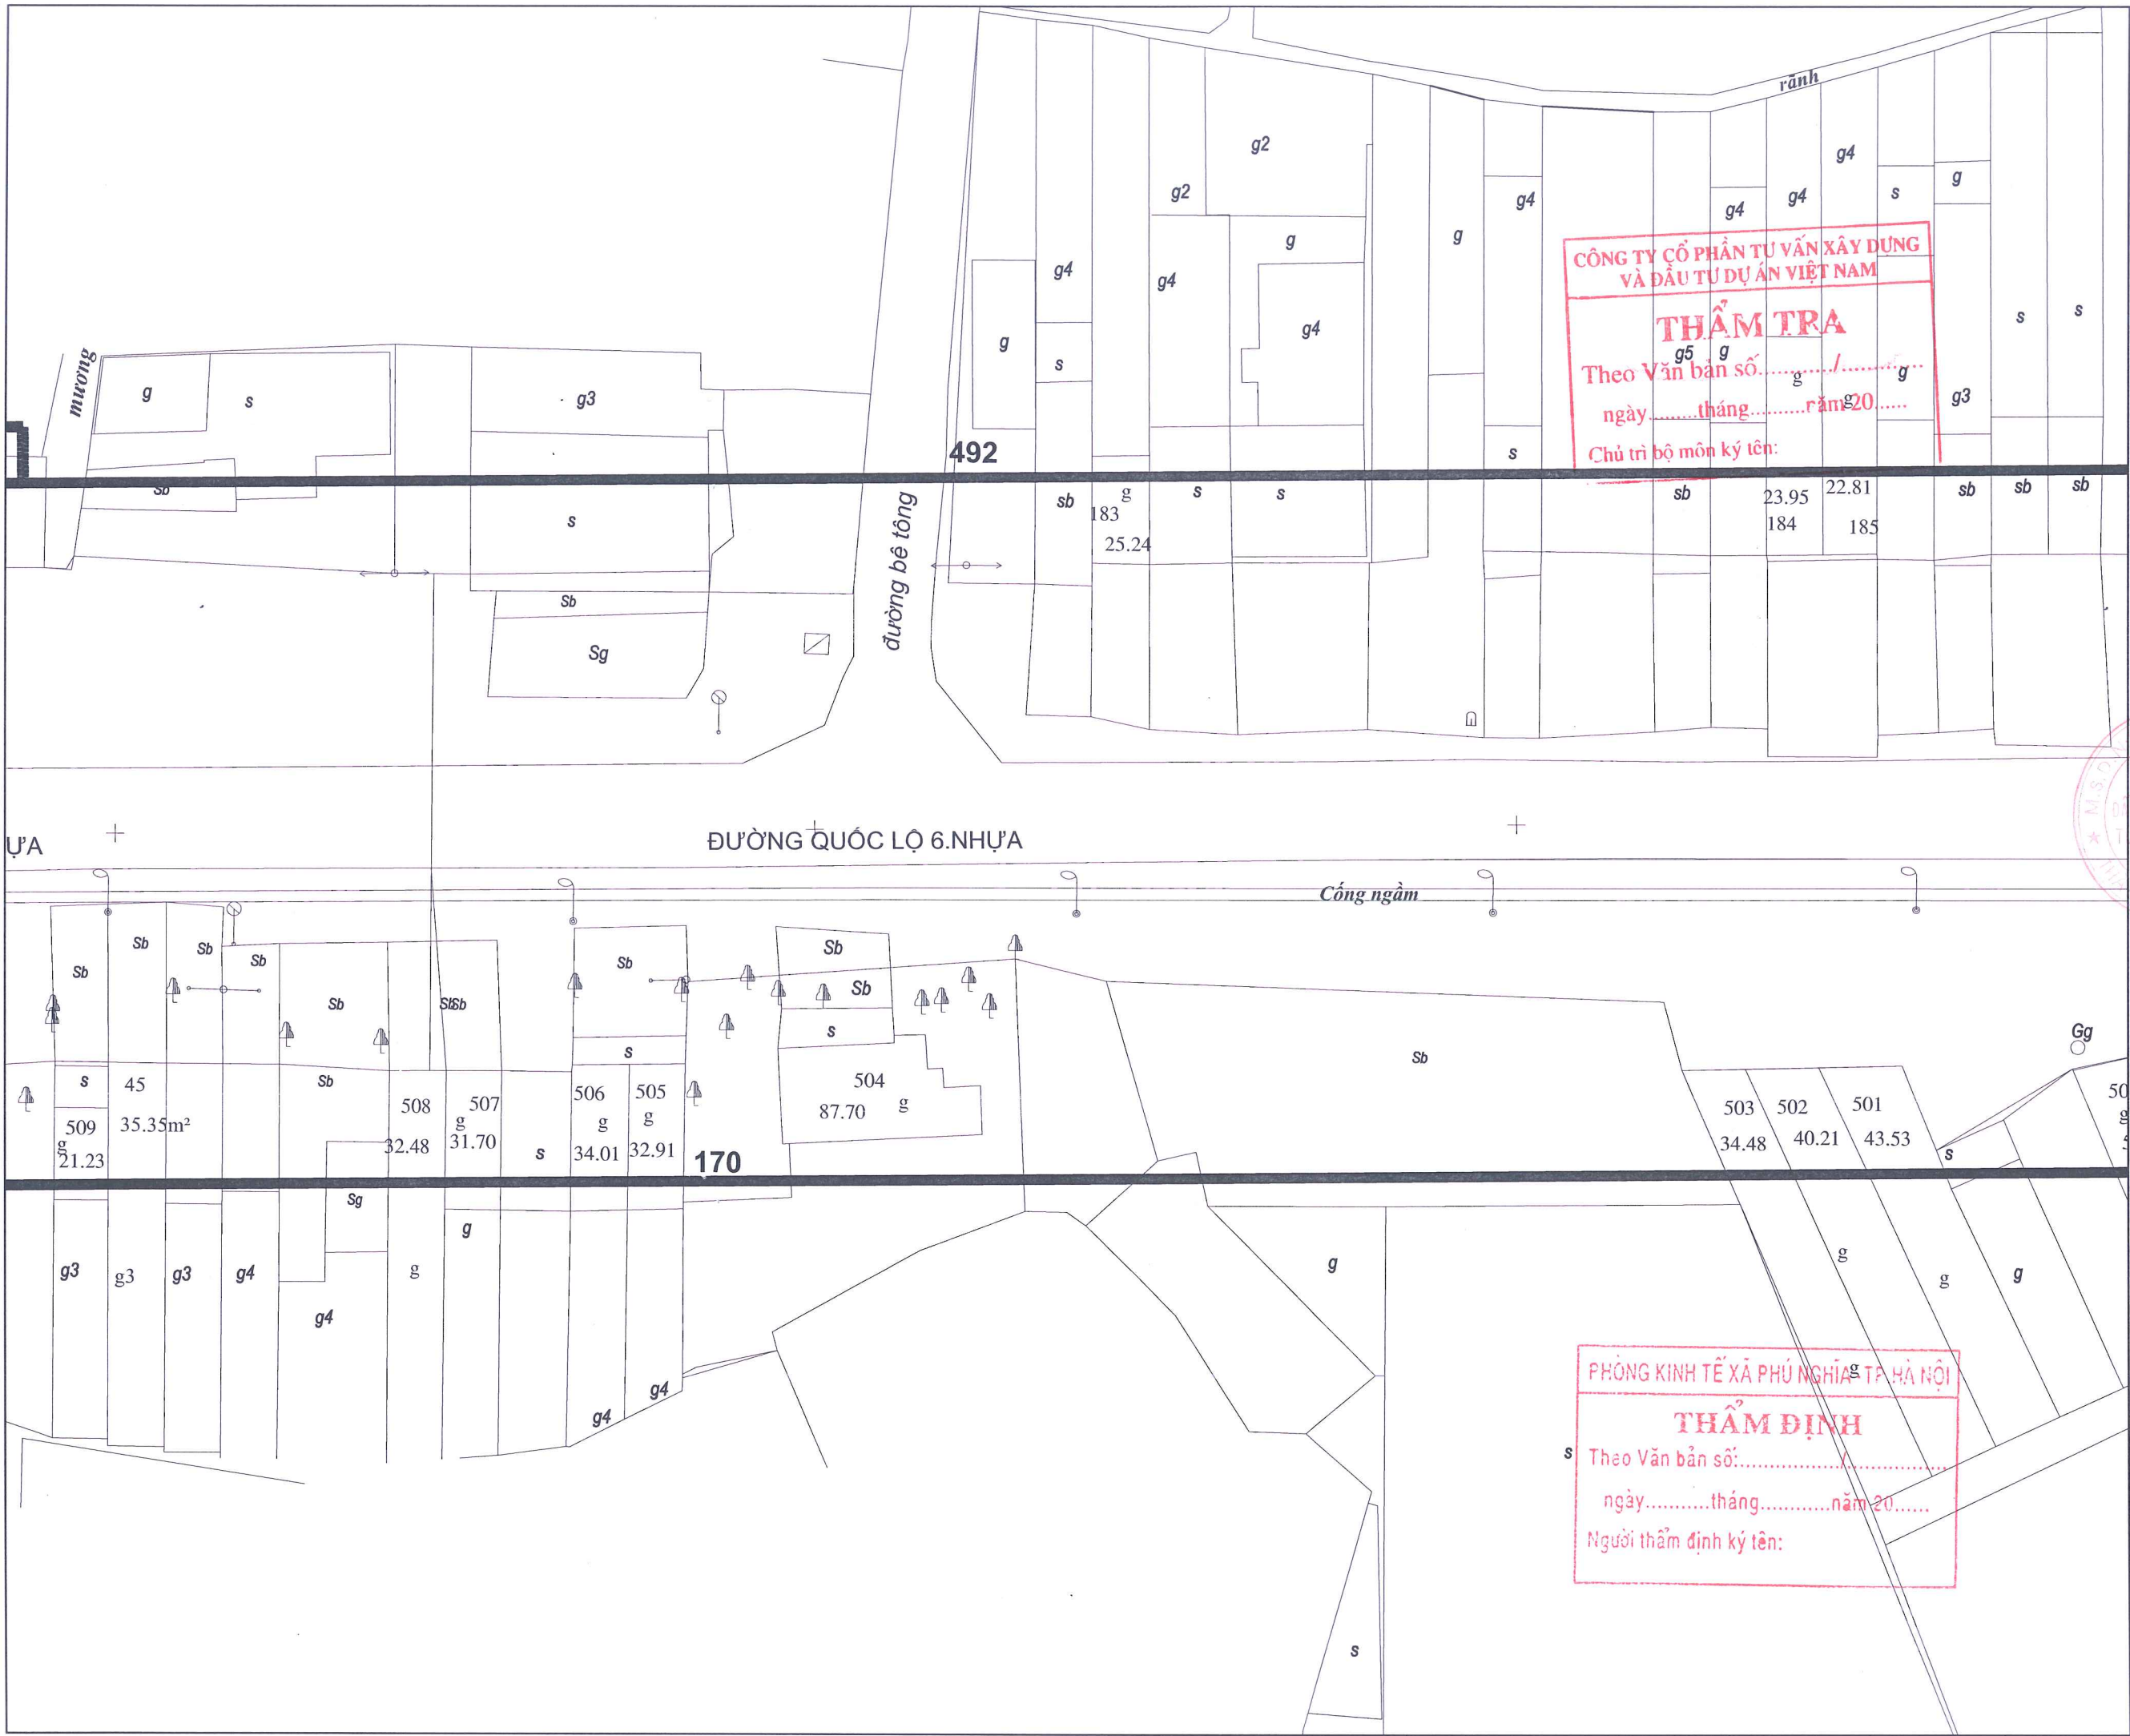 rãnh
g2
g4
g2
g4
g4
g4
g
s
g
g
g
g4
g4
CÔNG TY CỔ PHẦN TƯ VẤN XÂY DỰNG
VÀ ĐẦU TƯ DỰ ÁN VIỆT NAM
THẨM TRA
Theo Văn bản số............/............
ngày.........tháng.........năm 20......
Chủ trì bộ môn ký tên:
g4
s
s
g
s
g5
g
g
g
g
g3
mương
g
s
g3
492
s
Sb
s
sb
g
s
s
sb
23.95
22.81
sb
sb
sb
183
184
185
25.24
đường bê tông
Sb
Sg
ỰA
ĐƯỜNG QUỐC LỘ 6.NHỰA
Cống ngầm
M.S.D
Sb
Sb
Sb
Sb
Sb
Sb
Sb
Sb
Sb
Sb
s
Sb
Gg
s
s
45
Sb
506
505
504
509
35.35m²
508
507
g
g
87.70
g
503
502
501
50
g
g
g
21.23
32.48
31.70
s
34.01
32.91
170
34.48
40.21
43.53
s
Sg
g
g3
g3
g3
g4
g
g
g
g
g
g4
g4
g4
PHÒNG KINH TẾ XÃ PHÚ NGHĨA - TP HÀ NỘI
g
THẨM ĐỊNH
s
Theo Văn bản số:................../..................
ngày...........tháng............năm 20......
Người thẩm định ký tên:
s